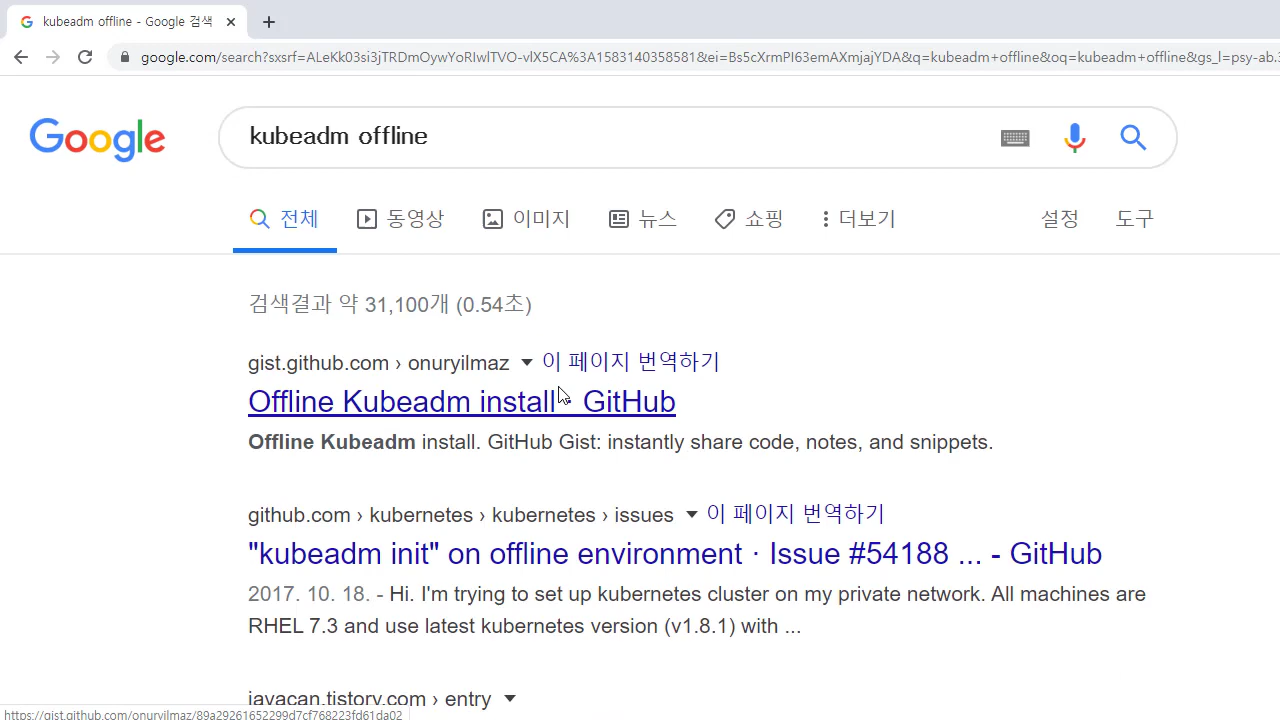 kubeadm offline - Google 검색
google.com/search?sxsrf=ALeKk03si3jTRDmOywYoRIwlTVO-vlX5CA%3A1583140358581&ei=Bs5cXrmPI63emAXmjajYDA&q=kubeadm+offline&oq=kubeadm+offline&gs_l=psy-ab.3
Google
kubeadm offline
전체 동영상 이미지 뉴스 쇼핑 더보기 설정 도구
검색결과 약 31,100개 (0.54초)
gist.github.com › onuryilmaz 이 페이지 번역하기
Offline Kubeadm install · GitHub
Offline Kubeadm install. GitHub Gist: instantly share code, notes, and snippets.
github.com › kubernetes › kubernetes › issues 이 페이지 번역하기
"kubeadm init" on offline environment · Issue #54188 ... - GitHub
2017. 10. 18. - Hi. I'm trying to set up kubernetes cluster on my private network. All machines are
RHEL 7.3 and use latest kubernetes version (v1.8.1) with ...
javacan.tistory.com › entry
https://gist.github.com/onuryilmaz/89a29261652299d7cf768223fd61da02